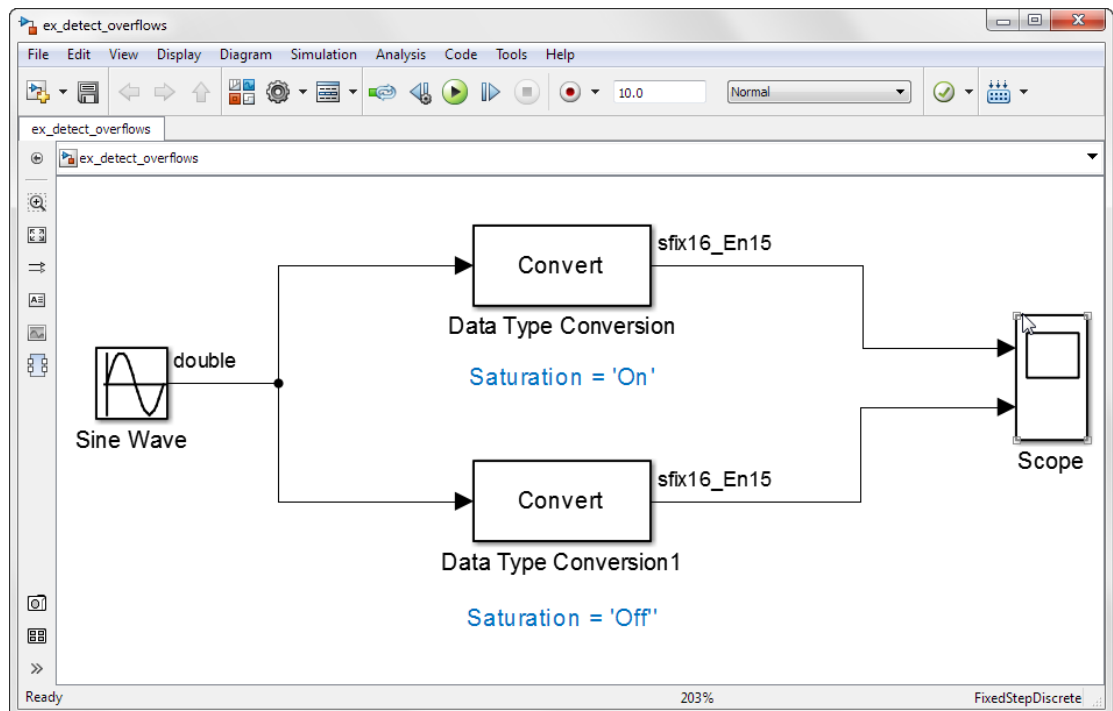 ex_detect_overflows
File Edit View Display Diagram Simulation Analysis Code Tools Help
10.0 Normal
ex_detect_overflows
ex_detect_overflows
sfix16_En15
Convert
Data Type Conversion
double
Saturation = 'On'
Sine Wave
Scope
sfix16_En15
Convert
Data Type Conversion1
Saturation = 'Off''
Ready 203% FixedStepDiscrete